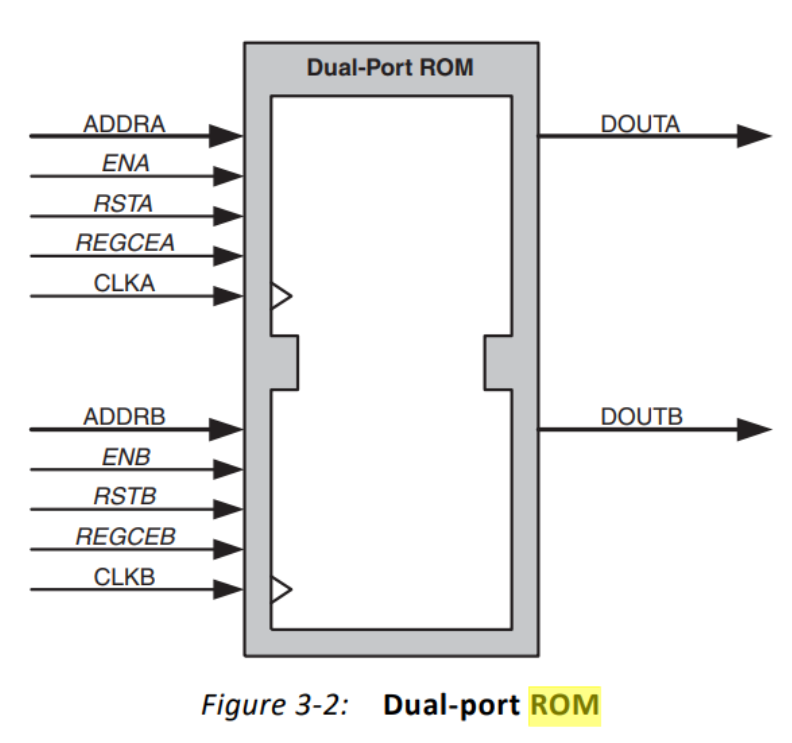 Dual-Port ROM
ADDRA
ENA
RSTA
REGCEA
CLKA
DOUTA
ADDRB
ENB
RSTB
REGCEB
CLKB
DOUTB
Figure 3-2: Dual-port ROM